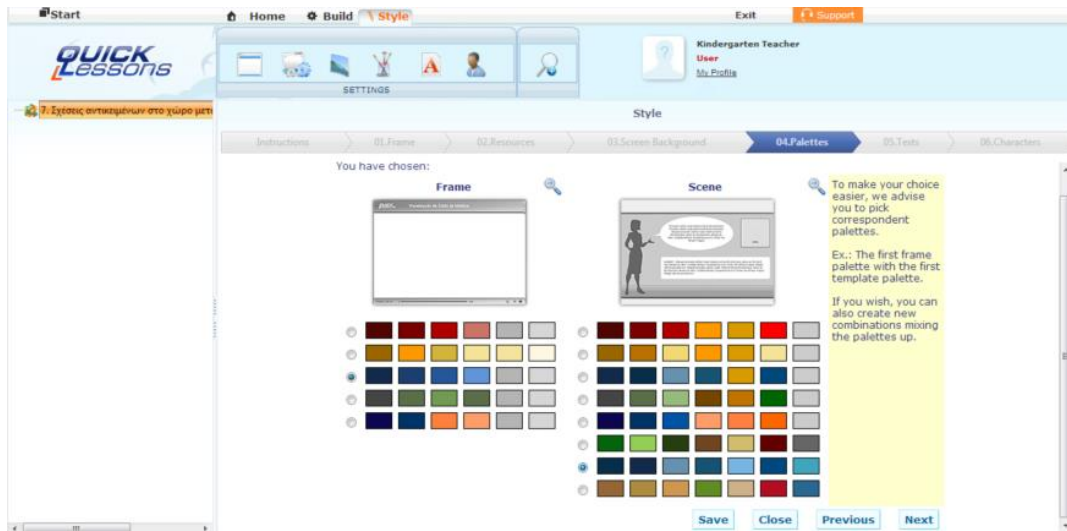 Start
Home
Build
Style
Exit
Support
QUICK
Lessons
SETTINGS
Kindergarten Teacher
User
My Profile
7. Σχέσεις αντικειμένων στο χώρο μετ
Style
Instructions
01.Frame
02.Resources
03.Screen Background
04.Palettes
05.Texts
06.Characters
You have chosen:
Frame
Scene
To make your choice
easier, we advise
you to pick
correspondent
palettes.
Ex.: The first frame
palette with the first
template palette.
If you wish, you can
also create new
combinations mixing
the palettes up.
Save
Close
Previous
Next